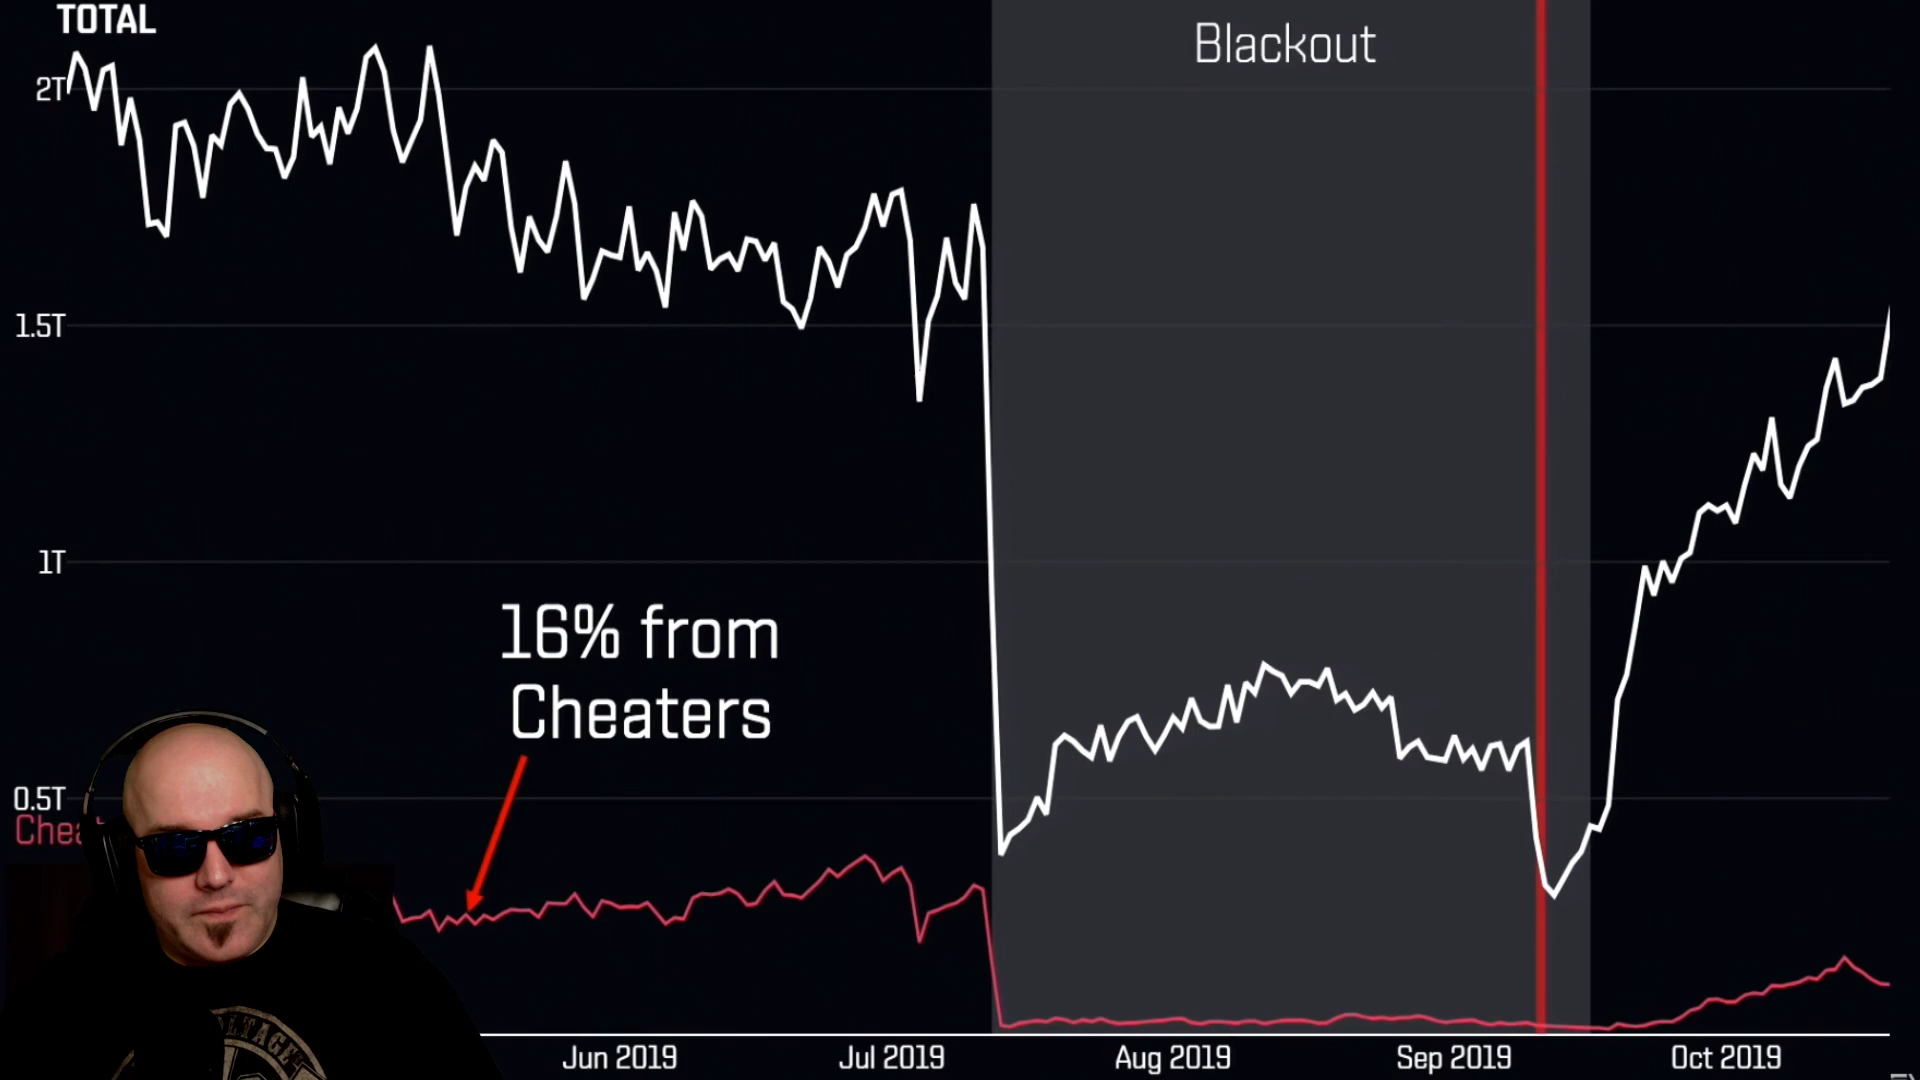 TOTAL
Blackout
2T
1.5T
1T
16% from
Cheaters
0.5T
Chea
Jun 2019
Jul 2019
Aug 2019
Sep 2019
Oct 2019